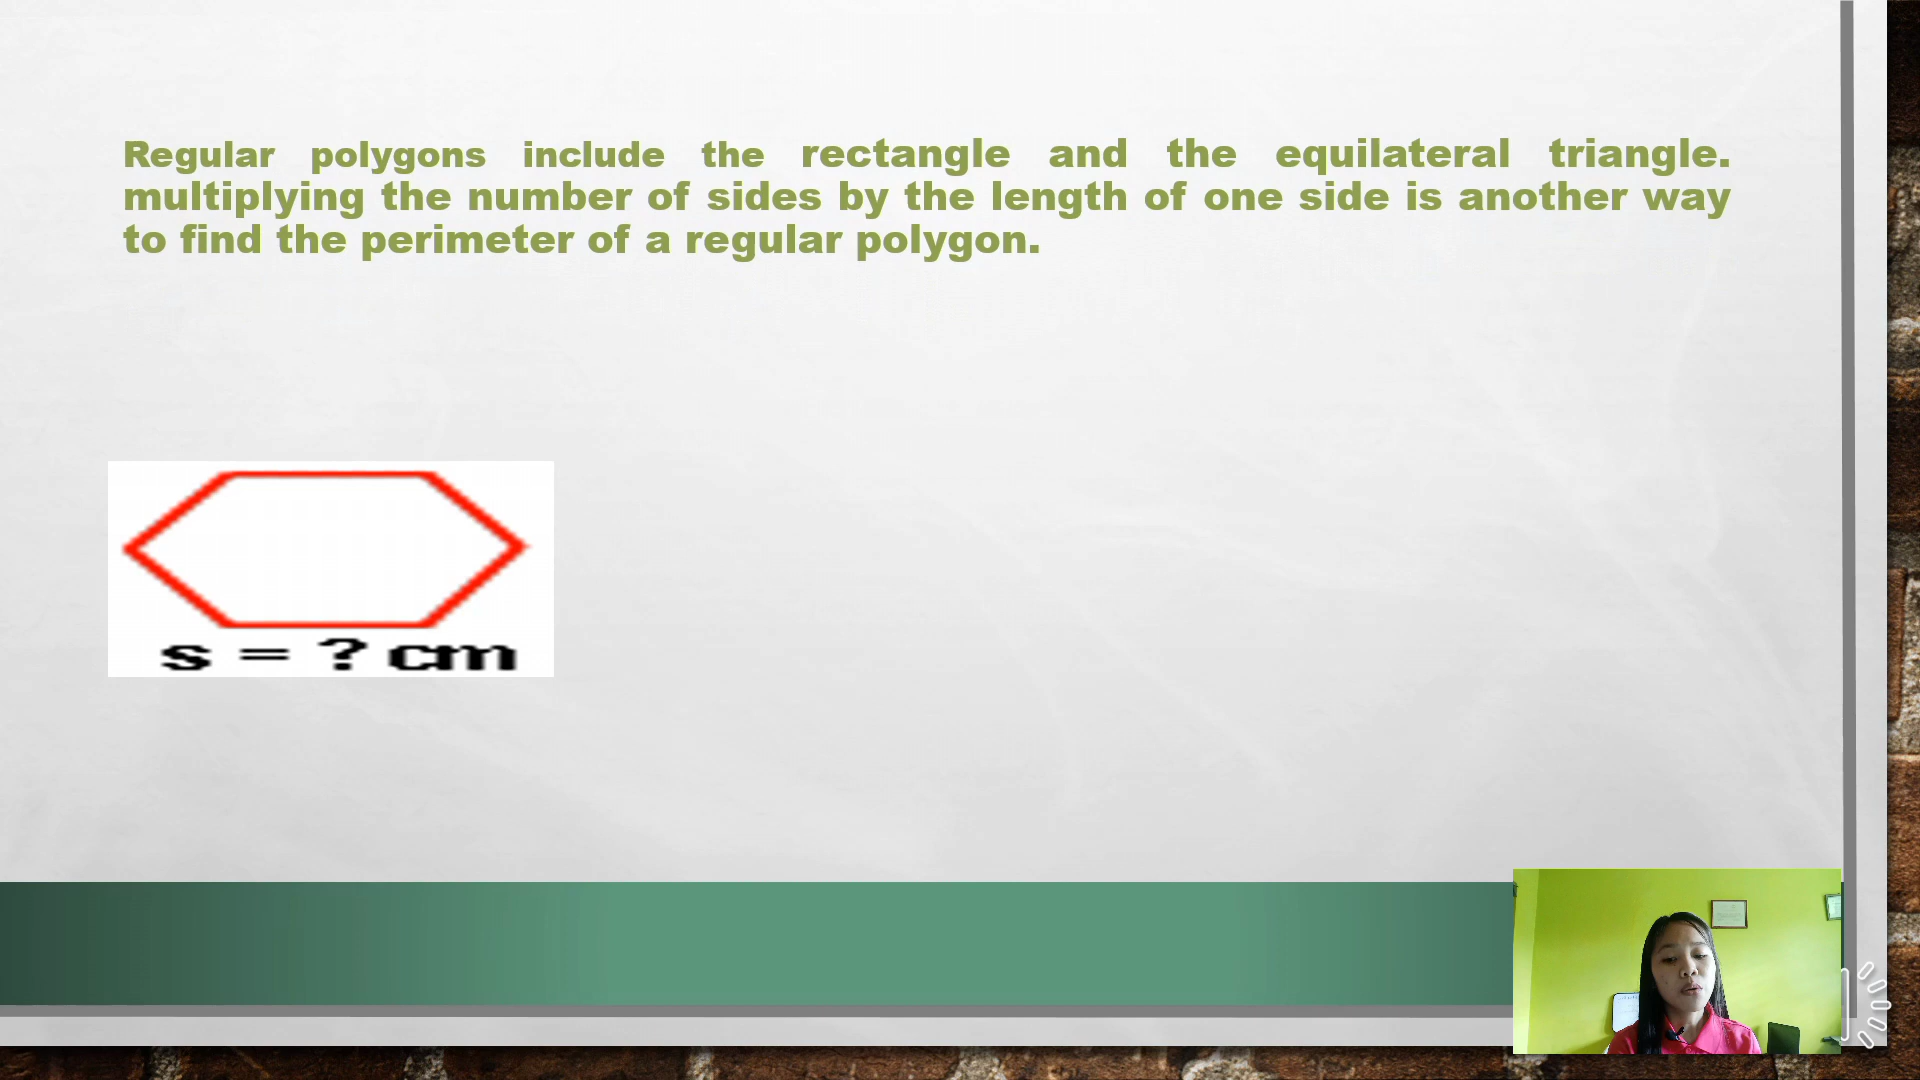 Regular polygons include the rectangle and the equilateral triangle.
multiplying the number of sides by the length of one side is another way
to find the perimeter of a regular polygon.
s = ? cm